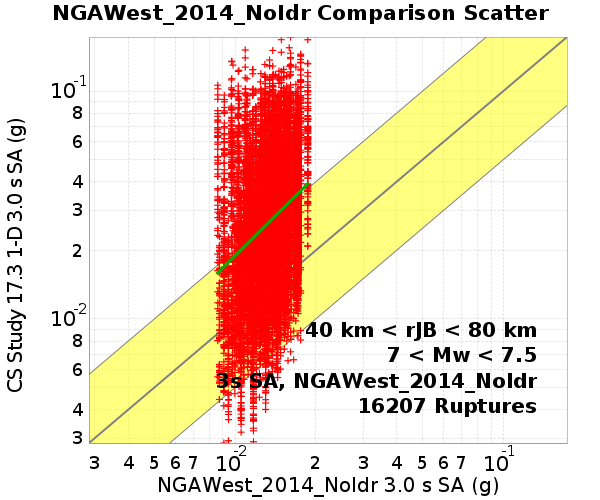 NGAWest_2014_NoIdr Comparison Scatter
CS Study 17.3 1-D 3.0 s SA (g)
10-1
8
6
4
3
2
10-2
8
6
4
3
40 km < rJB < 80 km
7 < Mw < 7.5
3s SA, NGAWest_2014_NoIdr
16207 Ruptures
3 4 5 6 7 10-2 2 3 4 5 6 7 10-1
NGAWest_2014_NoIdr 3.0 s SA (g)